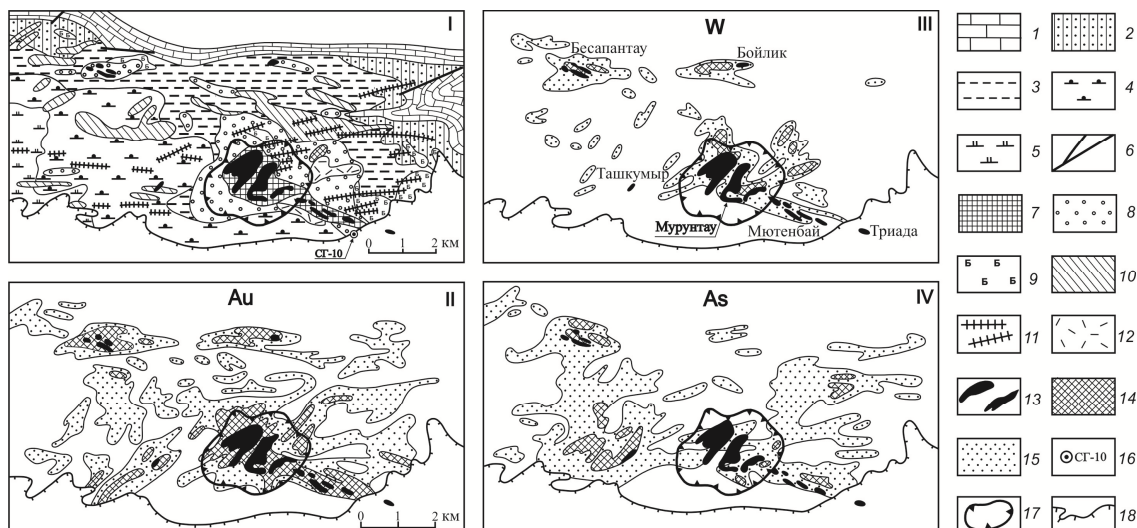 I
СГ-10
0 1 2 км
W
III
Бесапантау
Бойлик
Ташкумыр
Мурунтау
Мютенбай
Триада
Au
II
0 1 2 км
As
IV
1
2
3
4
5
6
7
8
Б Б
Б Б
9
10
11
12
13
14
15
СГ-10
16
17
18